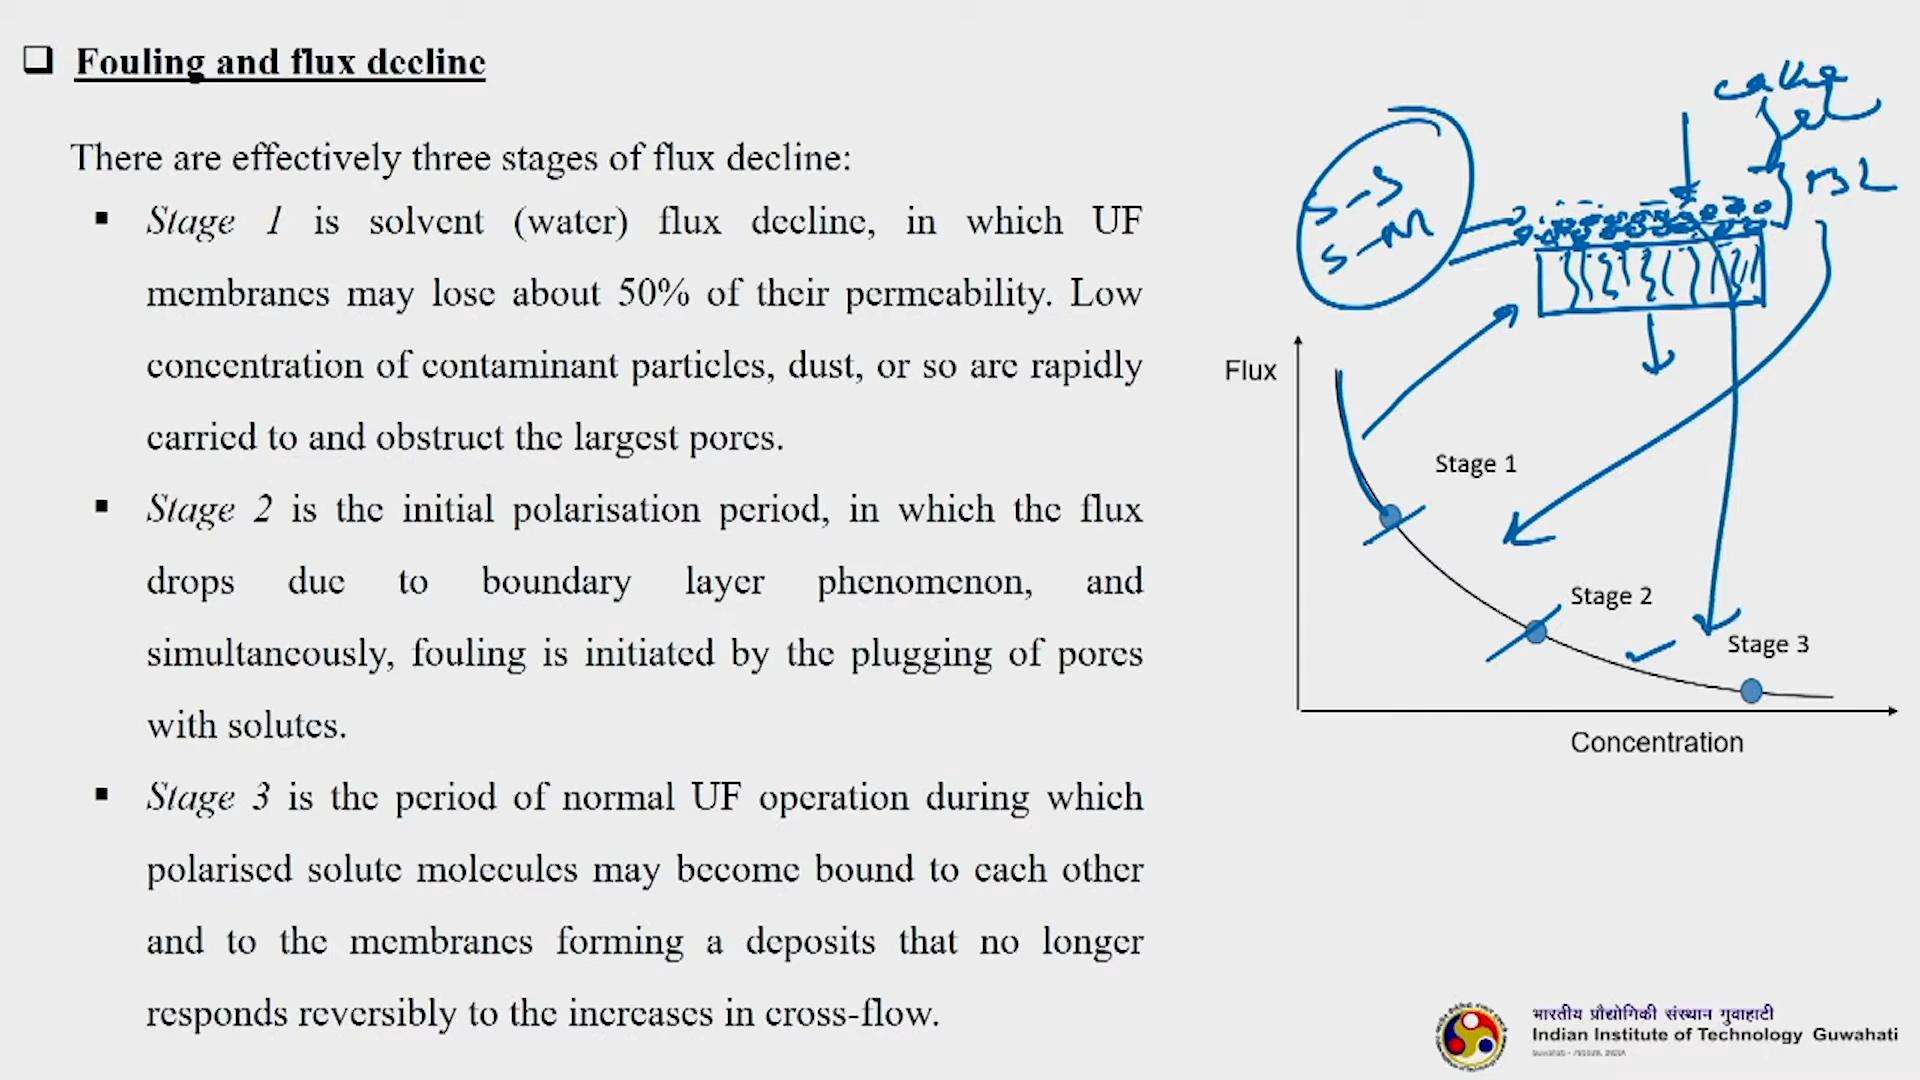 Fouling and flux decline
There are effectively three stages of flux decline:
Stage 1 is solvent (water) flux decline, in which UF
membranes may lose about 50% of their permeability. Low
concentration of contaminant particles, dust, or so are rapidly
carried to and obstruct the largest pores.
Stage 2 is the initial polarisation period, in which the flux
drops due to boundary layer phenomenon, and
simultaneously, fouling is initiated by the plugging of pores
with solutes.
Stage 3 is the period of normal UF operation during which
polarised solute molecules may become bound to each other
and to the membranes forming a deposits that no longer
responds reversibly to the increases in cross-flow.
S-S
S-M
Flux
Stage 1
Stage 2
Stage 3
Concentration
भारतीय प्रौद्योगिकी संस्थान गुवाहाटी
Indian Institute of Technology Guwahati